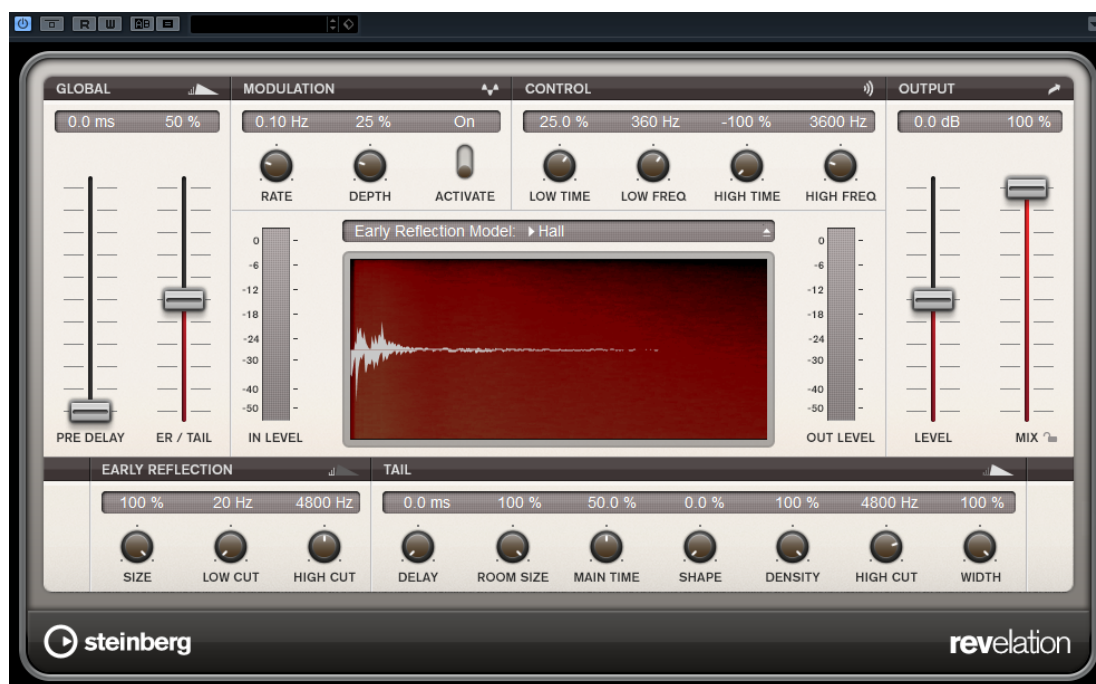 R W AB
GLOBAL MODULATION CONTROL OUTPUT
0.0 ms 50 % 0.10 Hz 25 % On 25.0 % 360 Hz -100 % 3600 Hz 0.0 dB 100 %
RATE DEPTH ACTIVATE LOW TIME LOW FREQ HIGH TIME HIGH FREQ
Early Reflection Model: Hall
0 0
-6 -6
-12 -12
-18 -18
-24 -24
-30 -30
-40 -40
-50 -50
PRE DELAY ER / TAIL IN LEVEL OUT LEVEL LEVEL MIX
EARLY REFLECTION TAIL
100 % 20 Hz 4800 Hz 0.0 ms 100 % 50.0 % 0.0 % 100 % 4800 Hz 100 %
SIZE LOW CUT HIGH CUT DELAY ROOM SIZE MAIN TIME SHAPE DENSITY HIGH CUT WIDTH
steinberg revelation